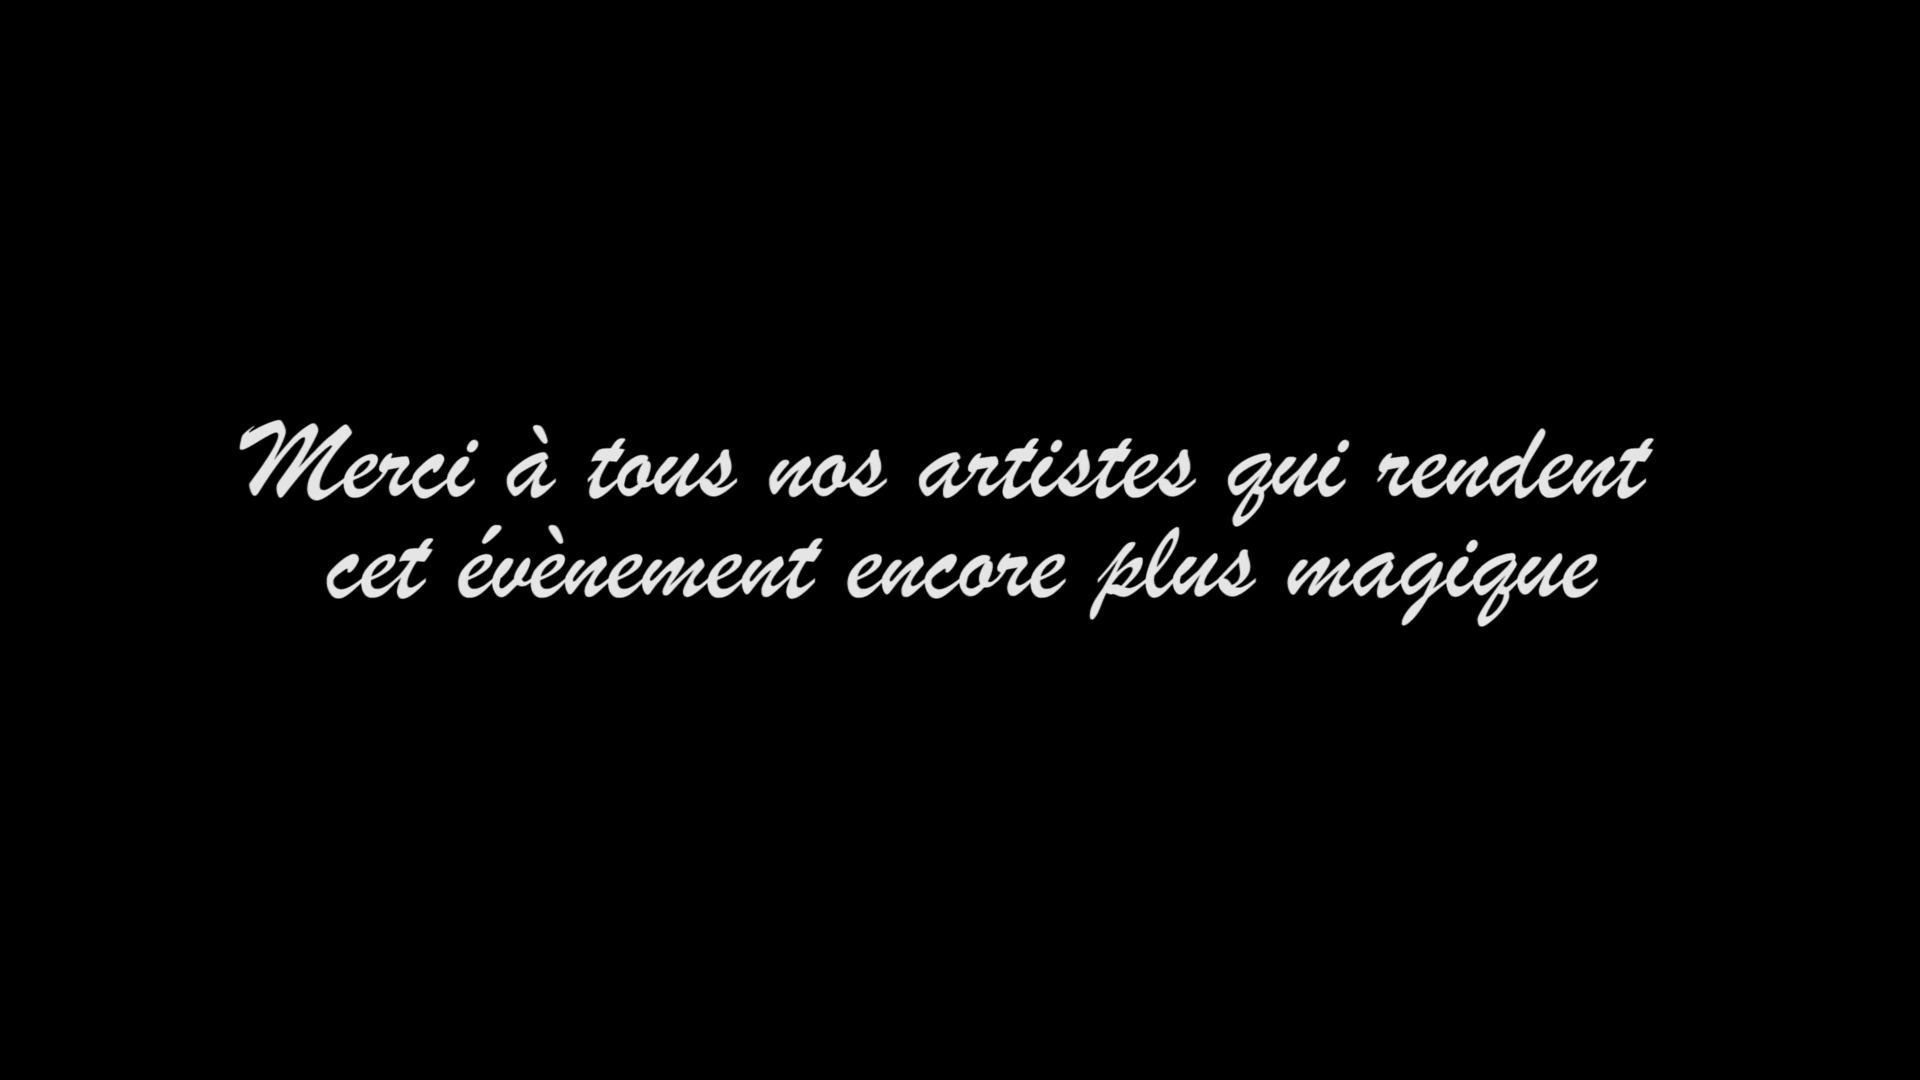 Merci à tous nos artistes qui rendent
cet évènement encore plus magique